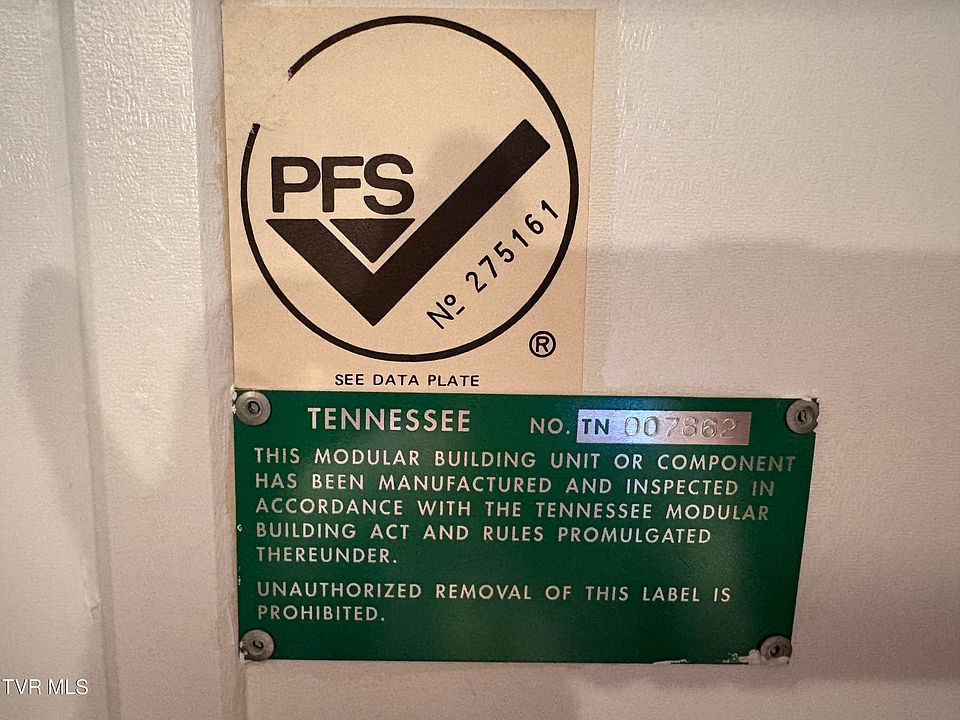 PFS
Nº 275161
®
SEE DATA PLATE
TENNESSEE NO. TN 007862
THIS MODULAR BUILDING UNIT OR COMPONENT
HAS BEEN MANUFACTURED AND INSPECTED IN
ACCORDANCE WITH THE TENNESSEE MODULAR
BUILDING ACT AND RULES PROMULGATED
THEREUNDER.
UNAUTHORIZED REMOVAL OF THIS LABEL IS
PROHIBITED.
TVR MLS